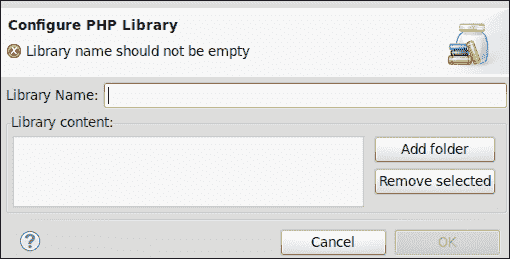 Configure PHP Library
Library name should not be empty
Library Name:
Library content:
Add folder
Remove selected
Cancel
OK